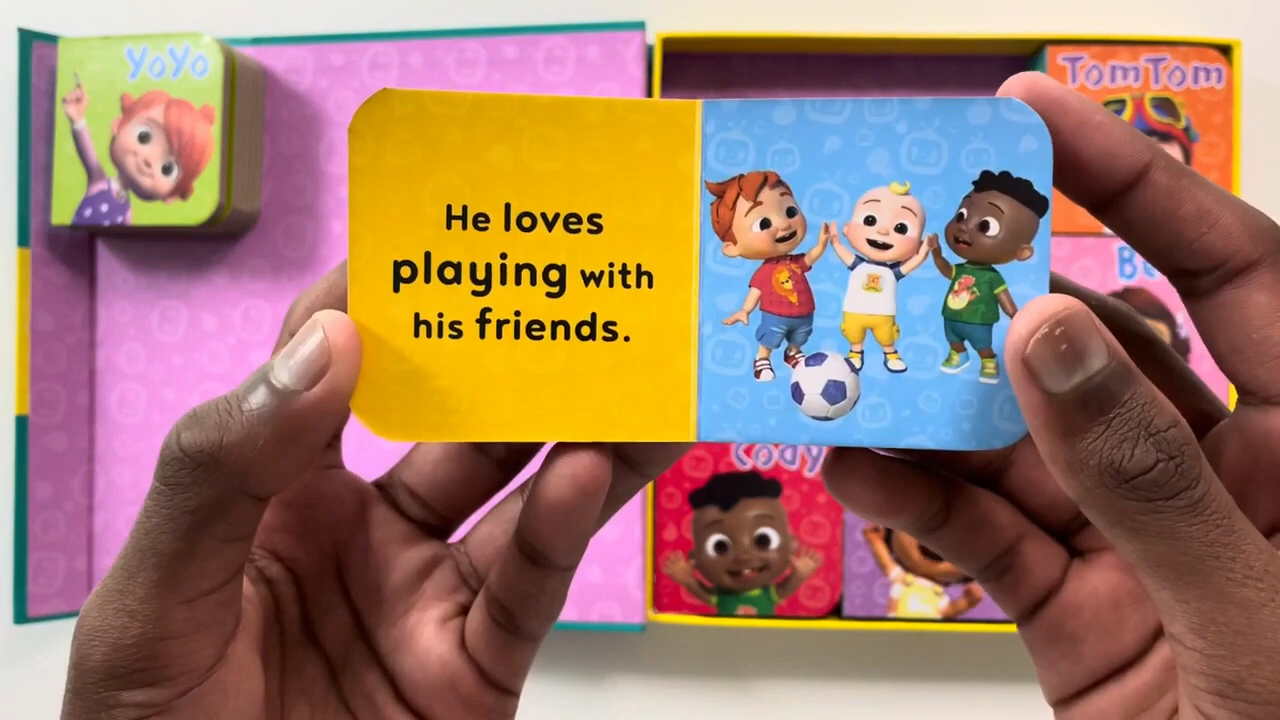 YoYo
TomTom
He loves
playing with
his friends.
Cody